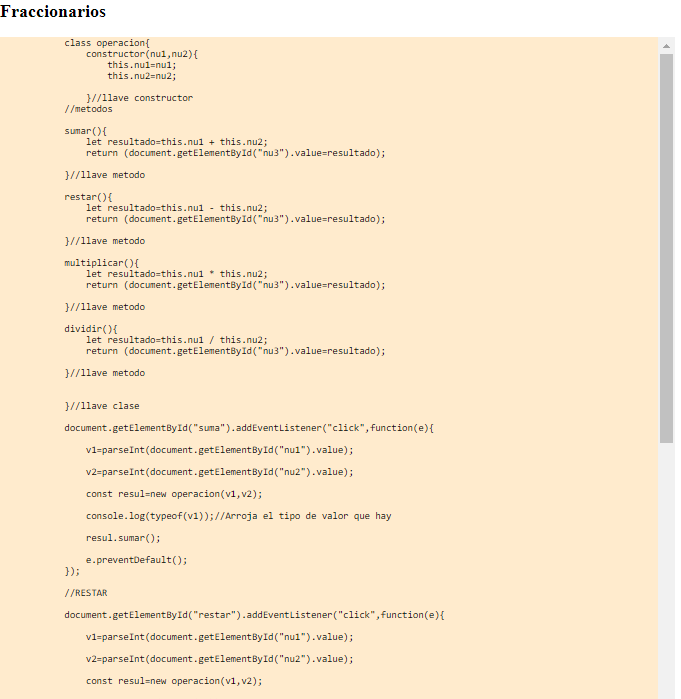 Fraccionarios
class operacion{
constructor(nu1,nu2){
this.nu1=nu1;
this.nu2=nu2;
}//llave constructor
//metodos
sumar(){
let resultado=this.nu1 + this.nu2;
return (document.getElementById("nu3").value=resultado);
}//llave metodo
restar(){
let resultado=this.nu1 - this.nu2;
return (document.getElementById("nu3").value=resultado);
}//llave metodo
multiplicar(){
let resultado=this.nu1 * this.nu2;
return (document.getElementById("nu3").value=resultado);
}//llave metodo
dividir(){
let resultado=this.nu1 / this.nu2;
return (document.getElementById("nu3").value=resultado);
}//llave metodo
}//llave clase
document.getElementById("suma").addEventListener("click",function(e){
v1=parseInt(document.getElementById("nu1").value);
v2=parseInt(document.getElementById("nu2").value);
const resul=new operacion(v1,v2);
console.log(typeof(v1));//Arroja el tipo de valor que hay
resul.sumar();
e.preventDefault();
});
//RESTAR
document.getElementById("restar").addEventListener("click",function(e){
v1=parseInt(document.getElementById("nu1").value);
v2=parseInt(document.getElementById("nu2").value);
const resul=new operacion(v1,v2);